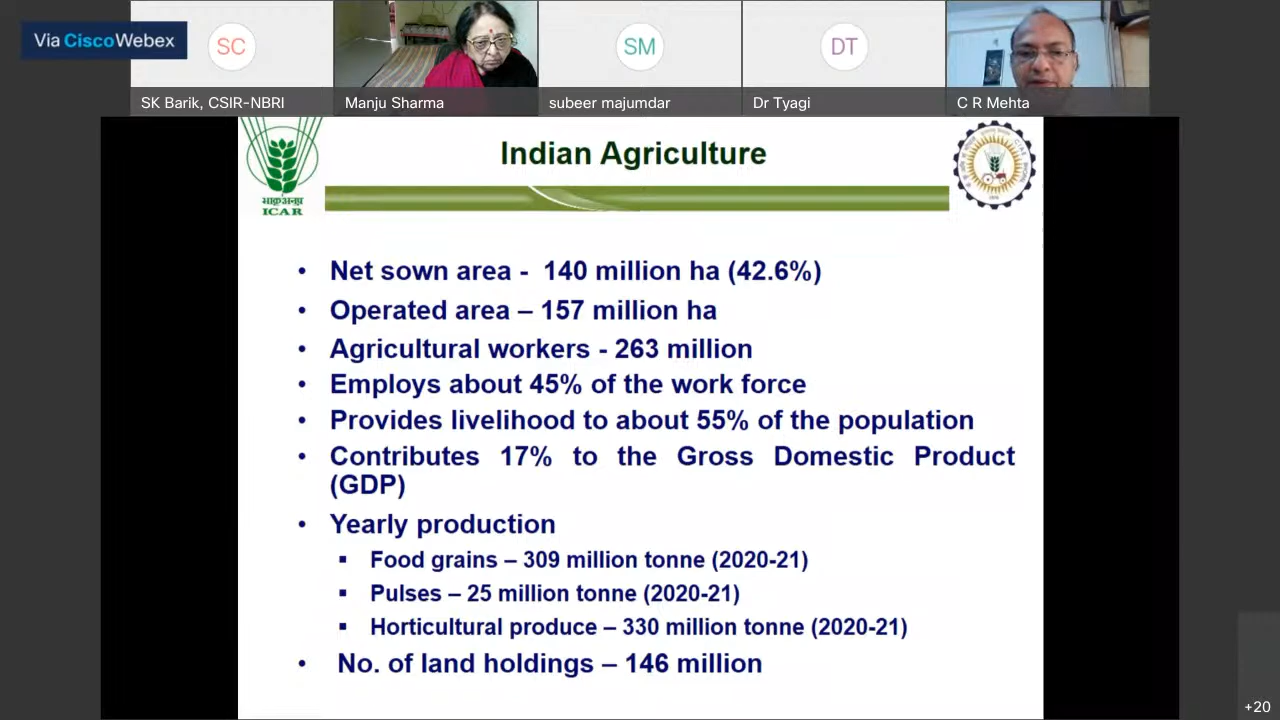 Via Cisco Webex
SC
SM
DT
SK Barik, CSIR-NBRI
Manju Sharma
subeer majumdar
Dr Tyagi
C R Mehta
Indian Agriculture
भाकृअनुप
ICAR
• Net sown area - 140 million ha (42.6%)
• Operated area – 157 million ha
• Agricultural workers - 263 million
• Employs about 45% of the work force
• Provides livelihood to about 55% of the population
• Contributes 17% to the Gross Domestic Product
(GDP)
• Yearly production
▪ Food grains – 309 million tonne (2020-21)
▪ Pulses – 25 million tonne (2020-21)
▪ Horticultural produce – 330 million tonne (2020-21)
• No. of land holdings – 146 million
+20